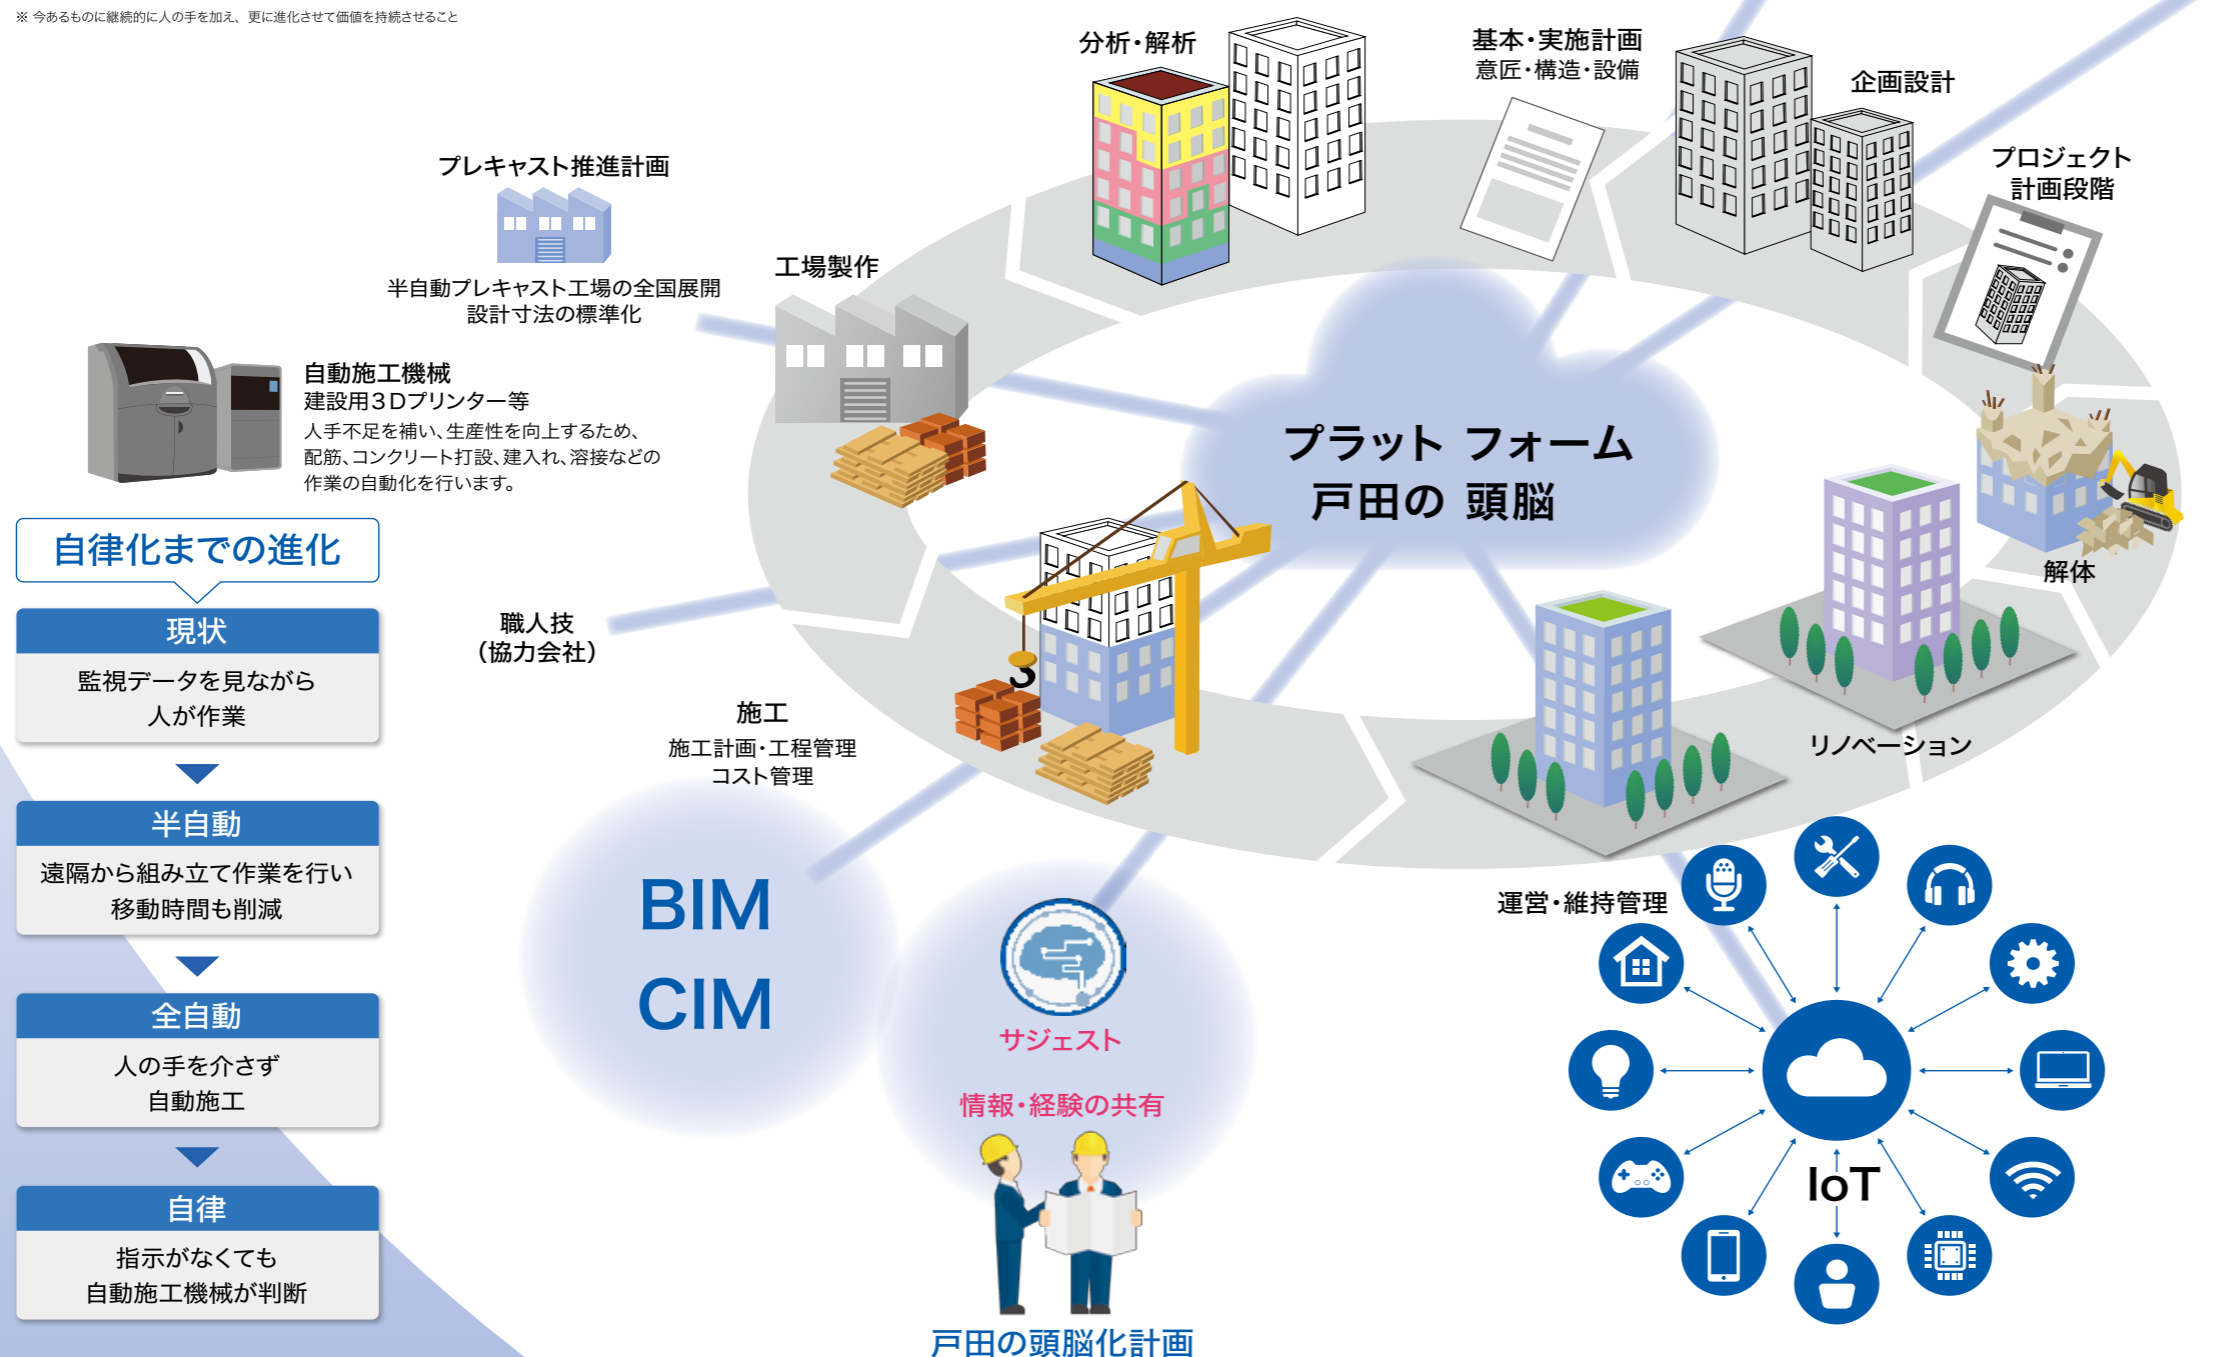 ※ 今あるものに継続的に人の手を加え、更に進化させて価値を持続させること
分析・解析
基本・実施計画
意匠・構造・設備
企画設計
プロジェクト
計画段階
プレキャスト推進計画
半自動プレキャスト工場の全国展開
設計寸法の標準化
工場製作
自動施工機械
建設用3Dプリンター等
人手不足を補い、生産性を向上するため、
配筋、コンクリート打設、建入れ、溶接などの
作業の自動化を行います。
プラット フォーム
戸田の 頭脳
解体
リノベーション
自律化までの進化
現状
監視データを見ながら
人が作業
半自動
遠隔から組み立て作業を行い
移動時間も削減
全自動
人の手を介さず
自動施工
自律
指示がなくても
自動施工機械が判断
職人技
（協力会社）
施工
施工計画・工程管理
コスト管理
BIM
CIM
サジェスト
情報・経験の共有
戸田の頭脳化計画
運営・維持管理
IoT